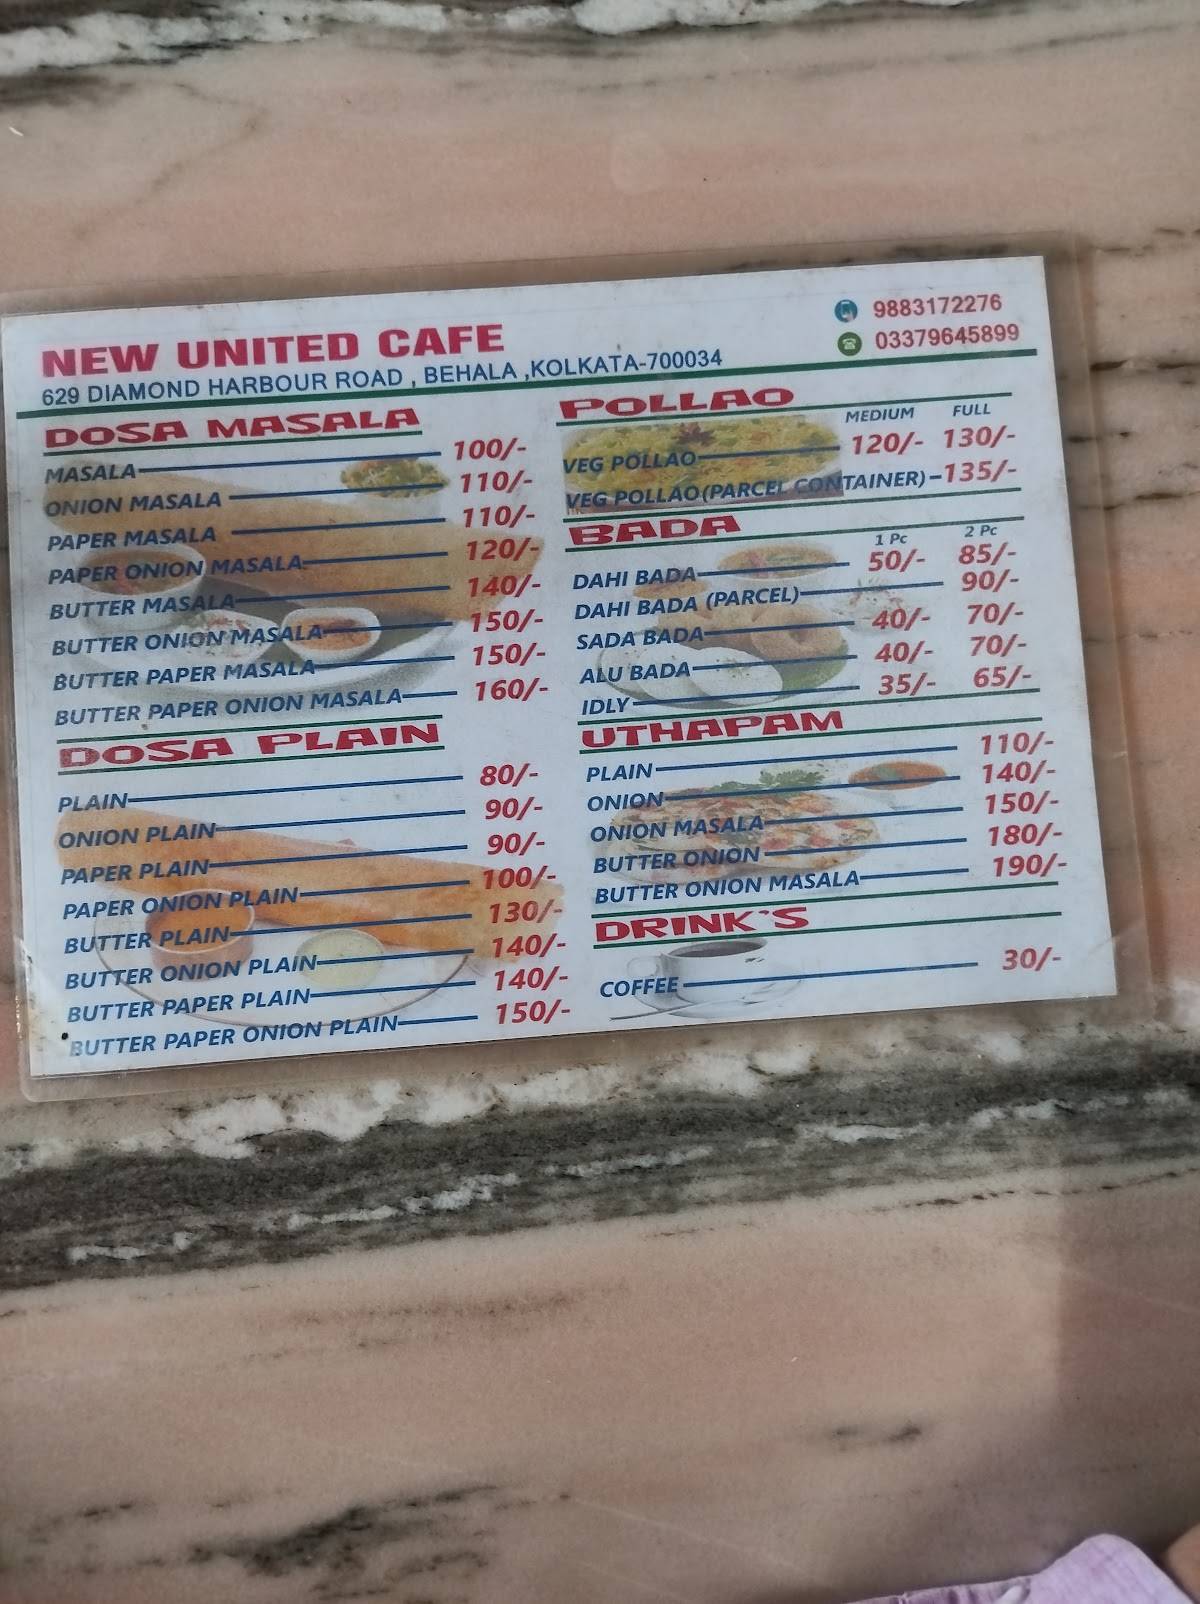 NEW UNITED CAFE
629 DIAMOND HARBOUR ROAD , BEHALA ,KOLKATA-700034
9883172276
03379645899
DOSA MASALA
MASALA 100/-
ONION MASALA 110/-
PAPER MASALA 110/-
PAPER ONION MASALA 120/-
BUTTER MASALA 140/-
BUTTER ONION MASALA 150/-
BUTTER PAPER MASALA 150/-
BUTTER PAPER ONION MASALA 160/-
DOSA PLAIN
PLAIN 80/-
ONION PLAIN 90/-
PAPER PLAIN 90/-
PAPER ONION PLAIN 100/-
BUTTER PLAIN 130/-
BUTTER ONION PLAIN 140/-
BUTTER PAPER PLAIN 140/-
BUTTER PAPER ONION PLAIN 150/-
POLLAO
MEDIUM FULL
VEG POLLAO 120/- 130/-
VEG POLLAO(PARCEL CONTAINER) 135/-
BADA
1 Pc 2 Pc
DAHI BADA 50/- 85/-
DAHI BADA (PARCEL) 90/-
SADA BADA 40/- 70/-
ALU BADA 40/- 70/-
IDLY 35/- 65/-
UTHAPAM
PLAIN 110/-
ONION 140/-
ONION MASALA 150/-
BUTTER ONION 180/-
BUTTER ONION MASALA 190/-
DRINK'S
COFFEE 30/-